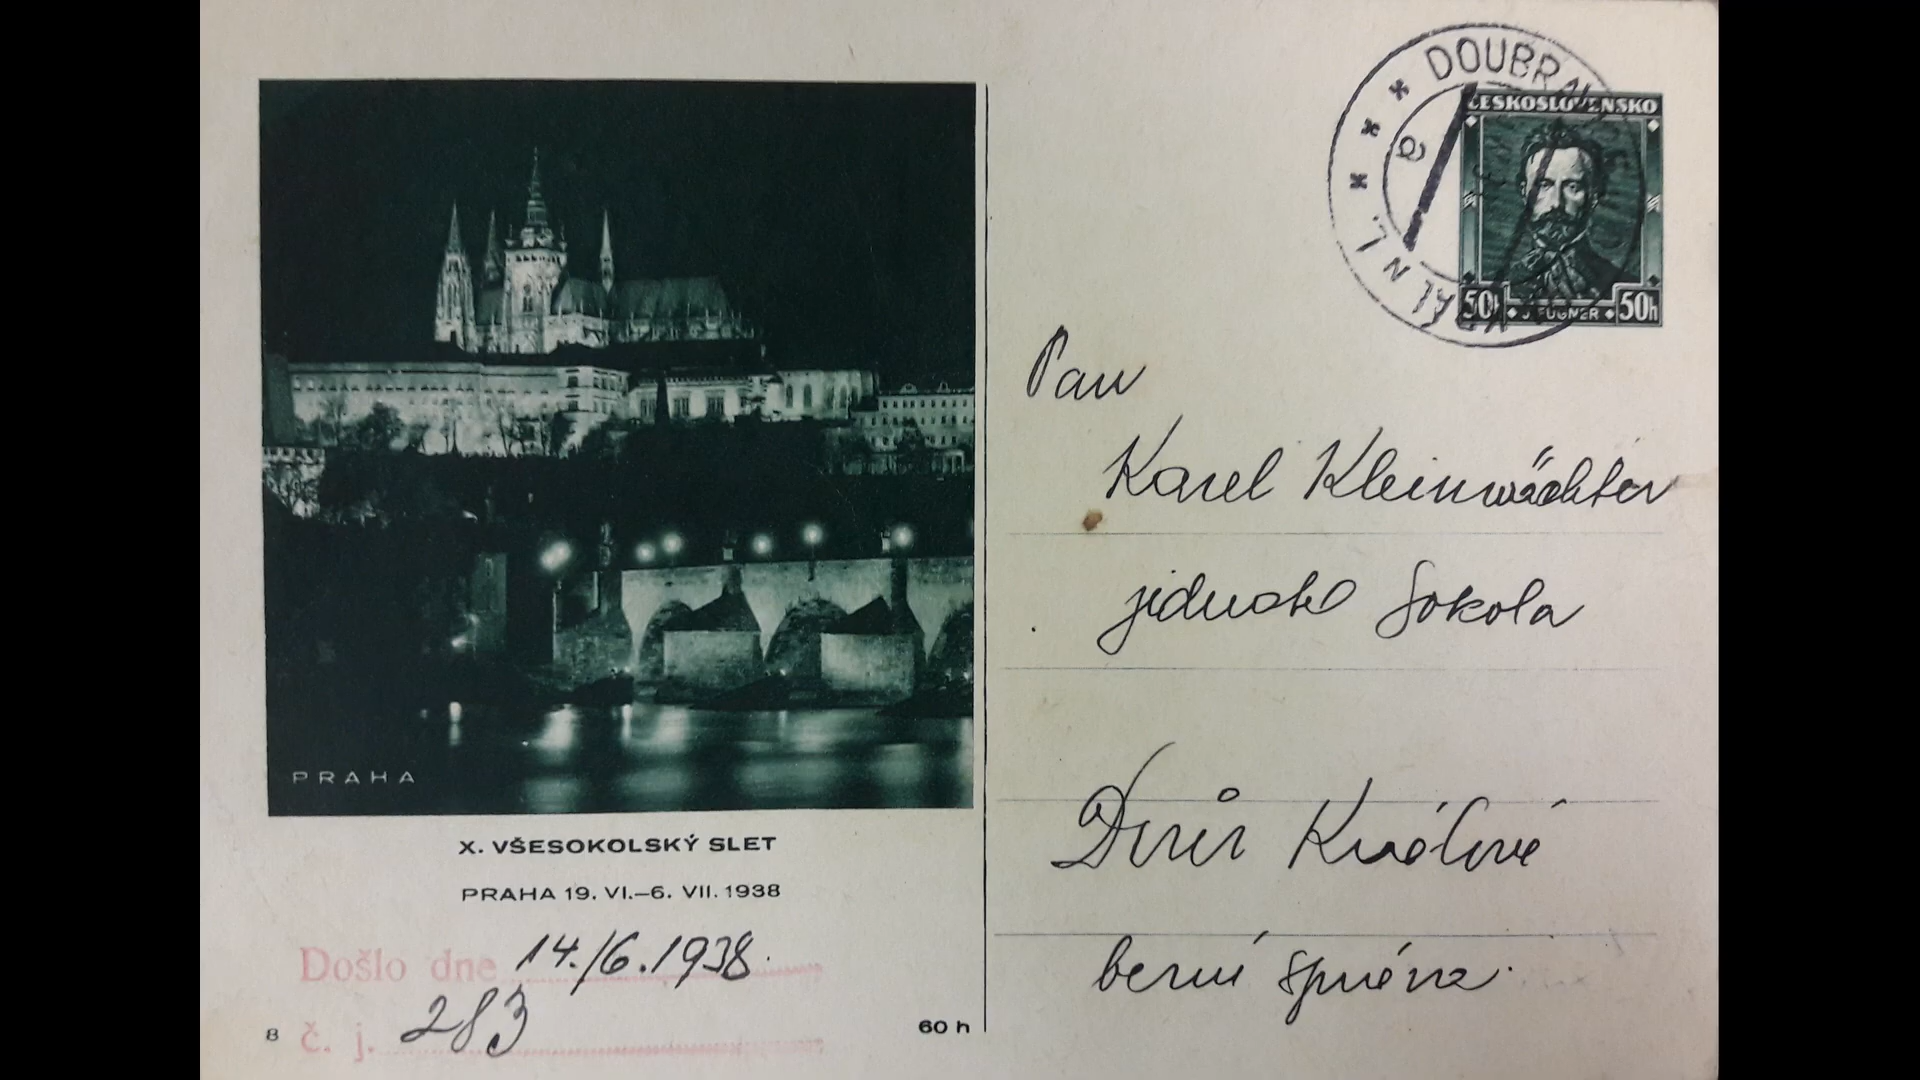 PRAHA
X. VŠESOKOLSKÝ SLET
PRAHA 19. VI.–6. VII. 1938
Došlo dne 14./6.1938.
č. j. 283
8
60 h
DOUBRA
KRÁL N L.
a
ČESKOSLOVENSKO
50h J. FÜGNER 50h
Pan
Karel Kleinwächter
Sokola
Dvůr Králové
berní správa.